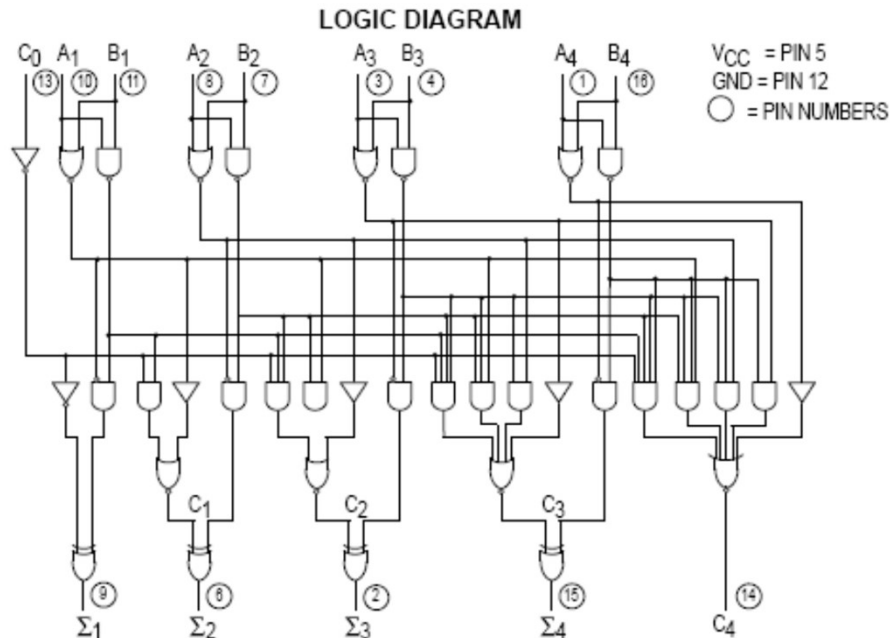 LOGIC DIAGRAM
C0 A1 B1 A2 B2 A3 B3 A4 B4
13 10 11 8 7 3 4 1 16
VCC = PIN 5
GND = PIN 12
= PIN NUMBERS
C1 C2 C3
9 6 2 15 14
Σ1 Σ2 Σ3 Σ4 C4